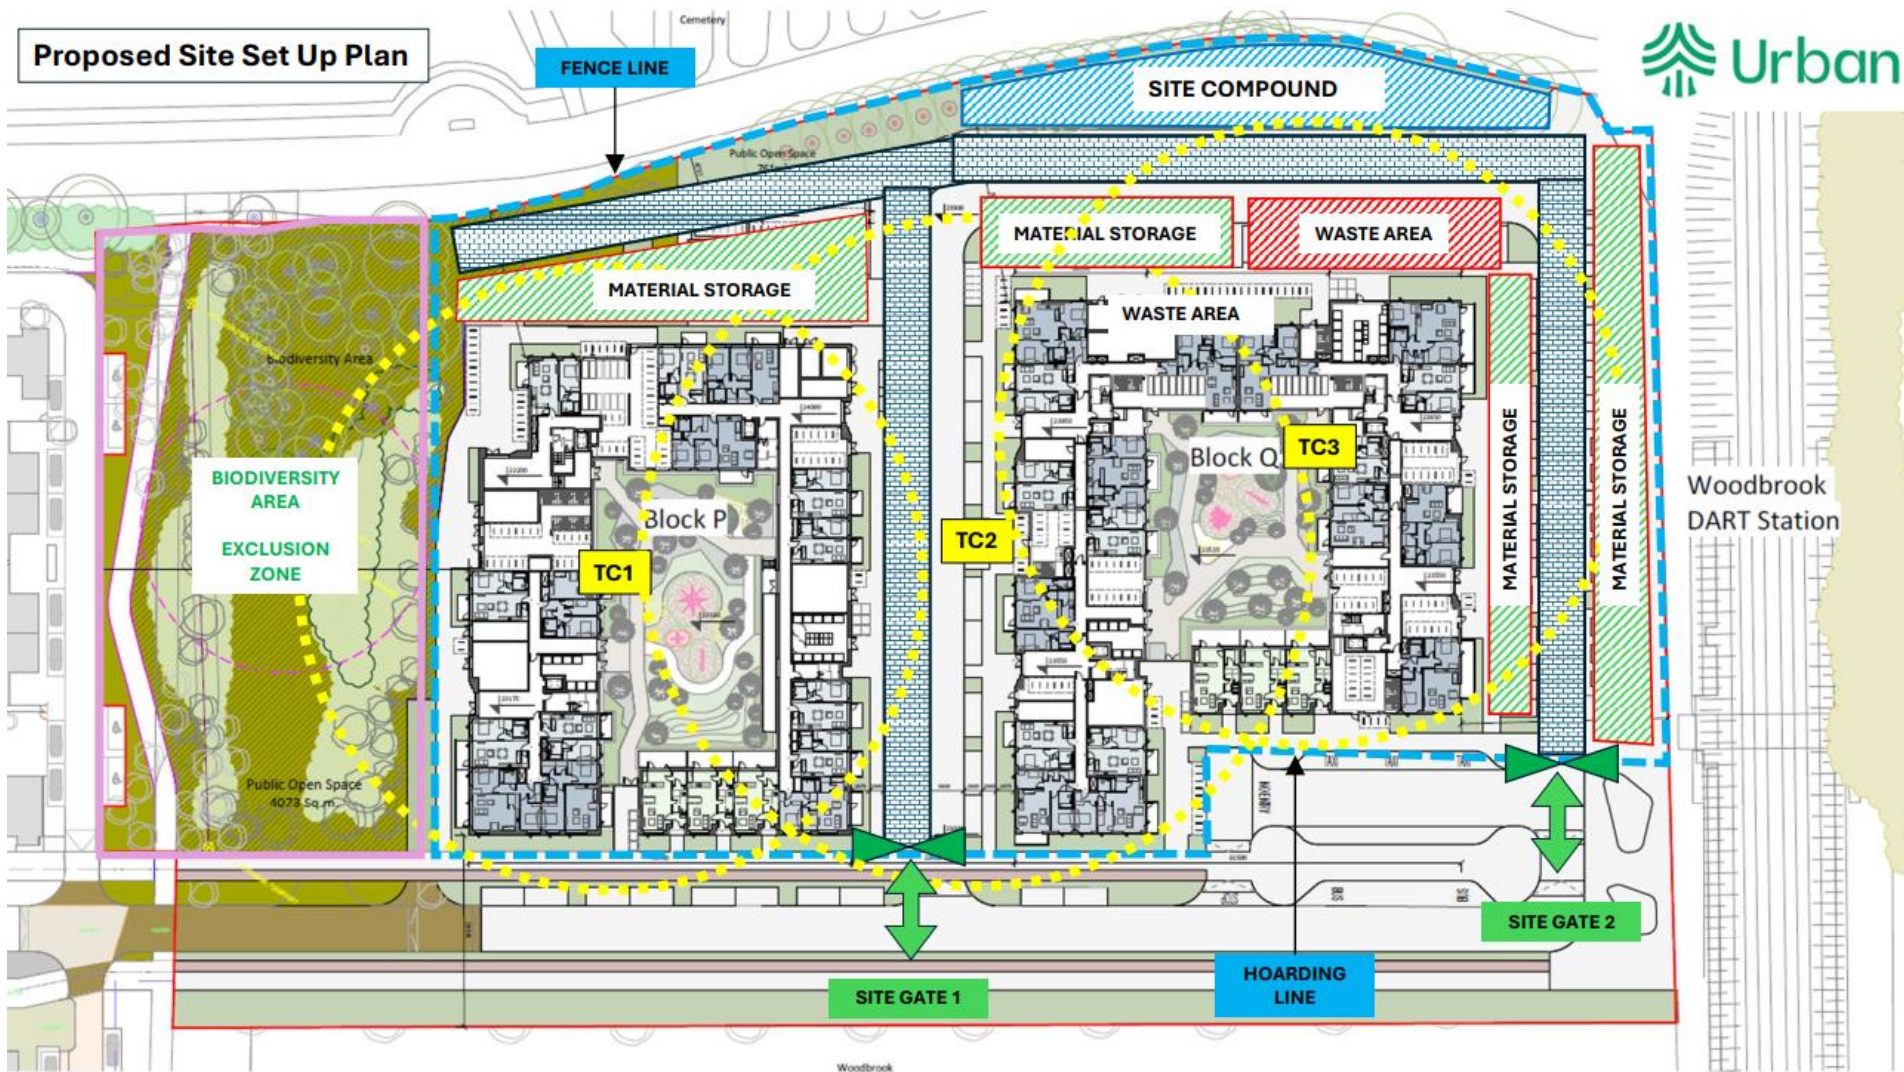 Cemetery
Proposed Site Set Up Plan
FENCE LINE
Urban
SITE COMPOUND
Public Open Space
MATERIAL STORAGE
WASTE AREA
MATERIAL STORAGE
WASTE AREA
Biodiversity Area
BIODIVERSITY
AREA
EXCLUSION
ZONE
Block P
Block Q
TC1
TC2
TC3
MATERIAL STORAGE
MATERIAL STORAGE
Woodbrook
DART Station
Public Open Space
4073 Sq.m.
BUS
SITE GATE 1
HOARDING
LINE
SITE GATE 2
Woodbrook